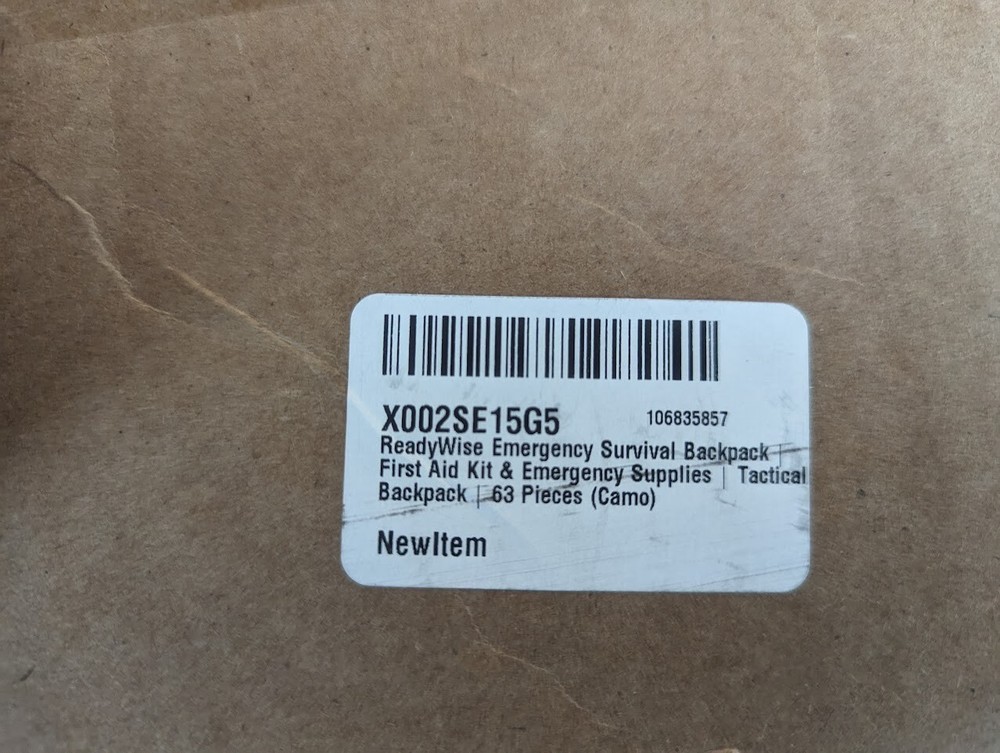 X002SE15G5 106835857
ReadyWise Emergency Survival Backpack |
First Aid Kit & Emergency Supplies | Tactical
Backpack | 63 Pieces (Camo)
NewItem